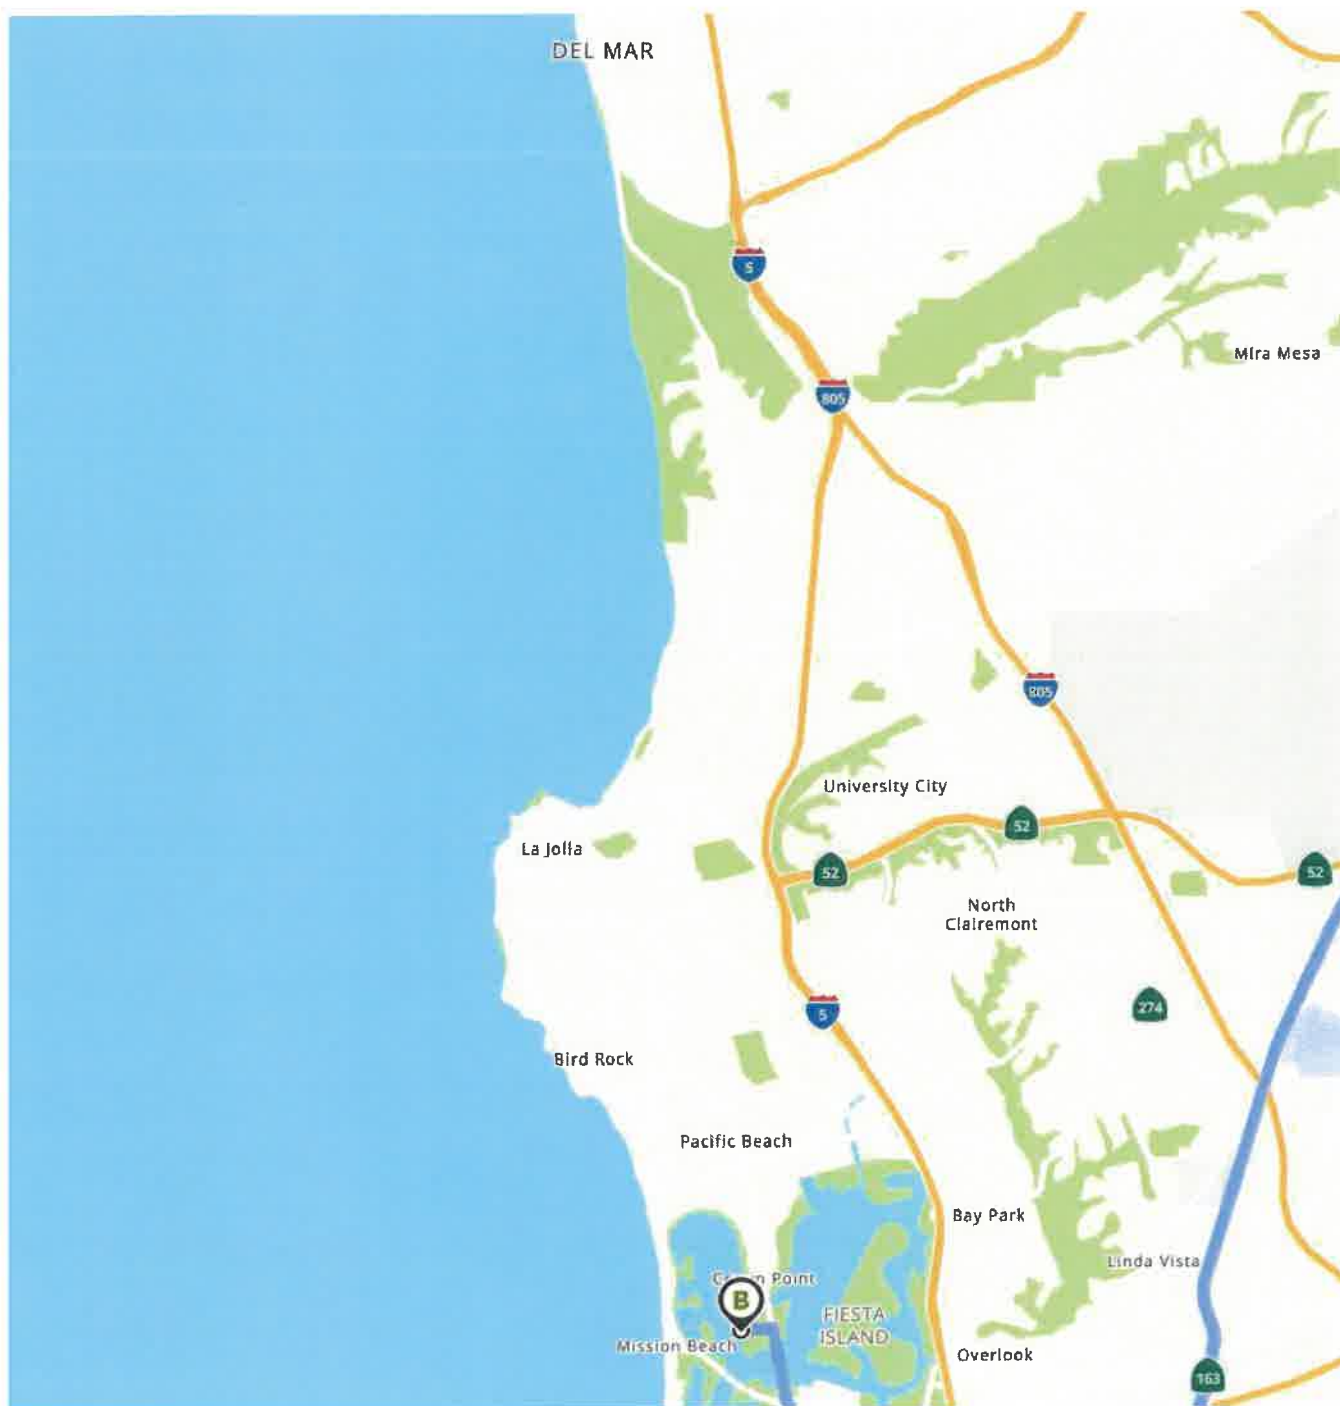 DEL MAR
5
Mira Mesa
805
805
University City
52
La Jolla
52
52
North
Clairemont
274
5
Bird Rock
Pacific Beach
Bay Park
Linda Vista
Point
B
FIESTA
ISLAND
Mission Beach
Overlook
163